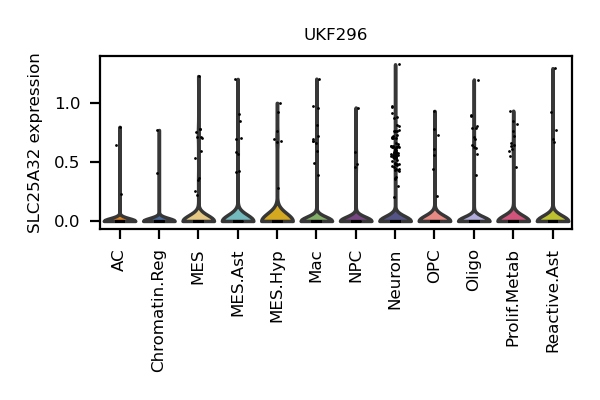 UKF296
SLC25A32 expression
1.0
0.5
0.0
AC
Chromatin.Reg
MES
MES.Ast
MES.Hyp
Mac
NPC
Neuron
OPC
Oligo
Prolif.Metab
Reactive.Ast